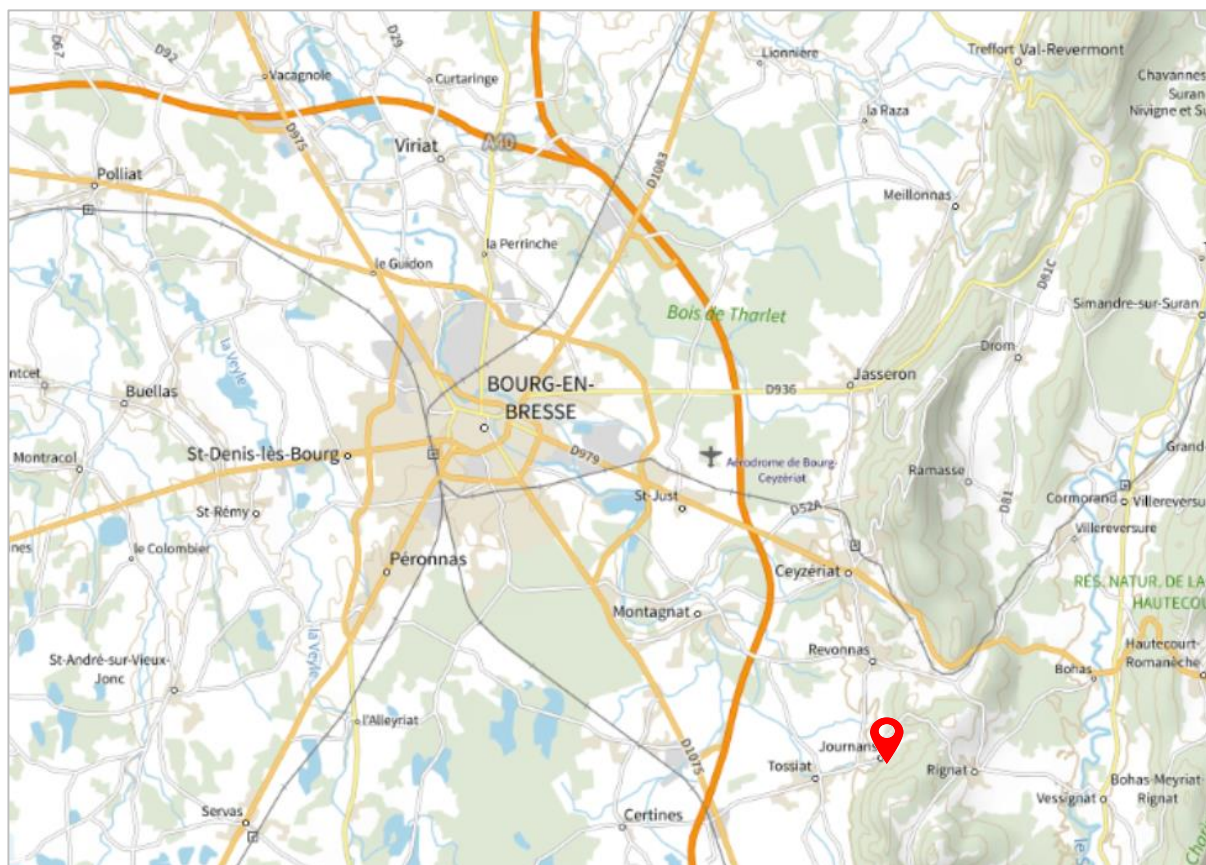 D67
D92
D29
Lionnière
Treffort
Val-Revermont
Vacagnole
Curtaringe
Chavannes-
Suran
Nivigne et Su
la Raza
D975
A40
Viriat
D1083
Polliat
Meillonnas
la Perrinche
le Guidon
D81C
Simandre-sur-Suran
Bois de Tharlet
la Veyle
Drom
ntcet
Buellas
BOURG-EN-
BRESSE
D936
Jasseron
Montracol
St-Denis-lès-Bourg
D979
Aérodrome de Bourg-
Ceyzériat
Ramasse
Grand-
St-Just
D81
Cormorand
Villereversure
St-Rémy
D52A
Villereversure
nes
le Colombier
Péronnas
Ceyzériat
RÉS. NATUR. DE LA
HAUTECOU
Montagnat
la Veyle
Revonnas
Hautecourt-
Romanèche
St-André-sur-Vieux-
Jonc
Bohas
l'Alleyriat
D1075
Journans
Tossiat
Rignat
Bohas-Meyriat-
Rignat
Vessignat
Servas
Certines